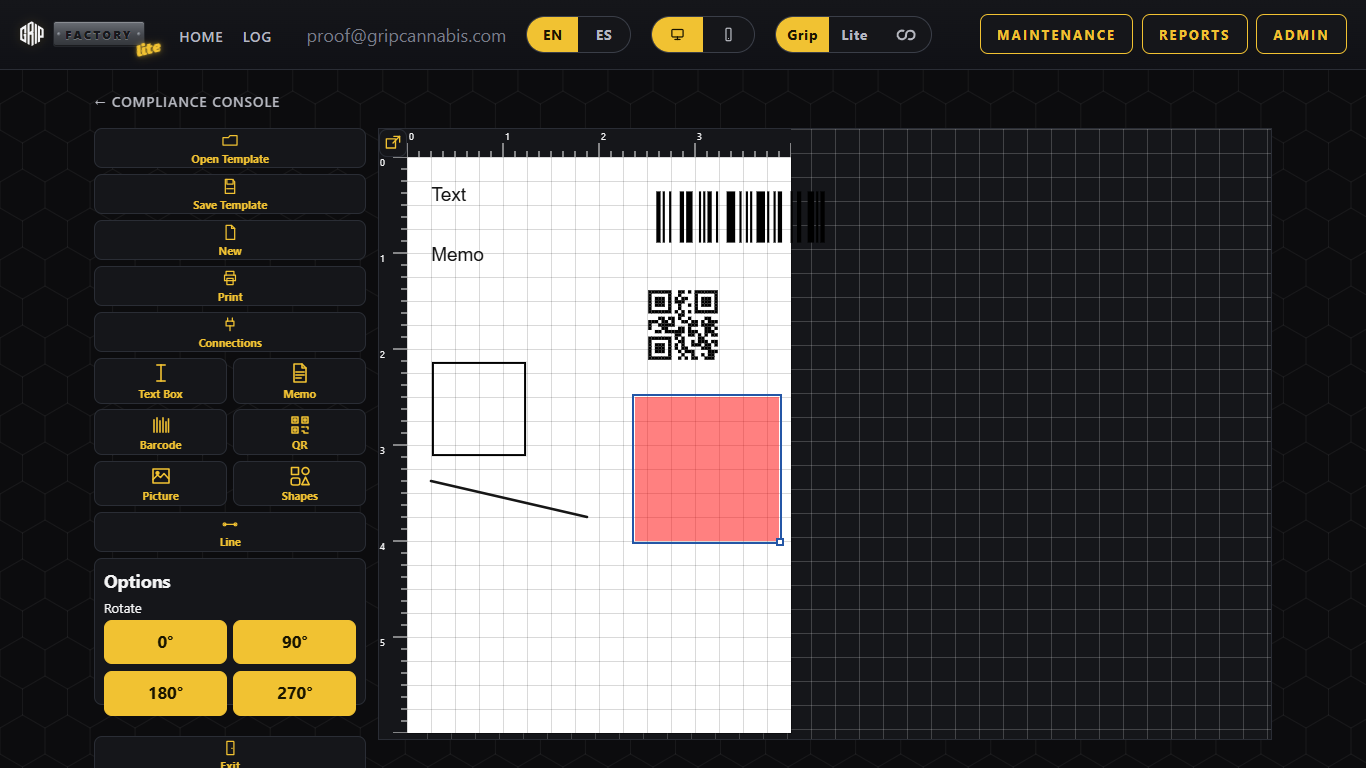 GRIP FACTORY lite
HOME LOG proof@gripcannabis.com EN ES Grip Lite MAINTENANCE REPORTS ADMIN
← COMPLIANCE CONSOLE
Open Template
Save Template
New
Print
Connections
Text Box Memo
Barcode QR
Picture Shapes
Line
Options
Rotate
0° 90°
180° 270°
Exit
0 1 2 3
0
1
2
3
4
5
Text
Memo